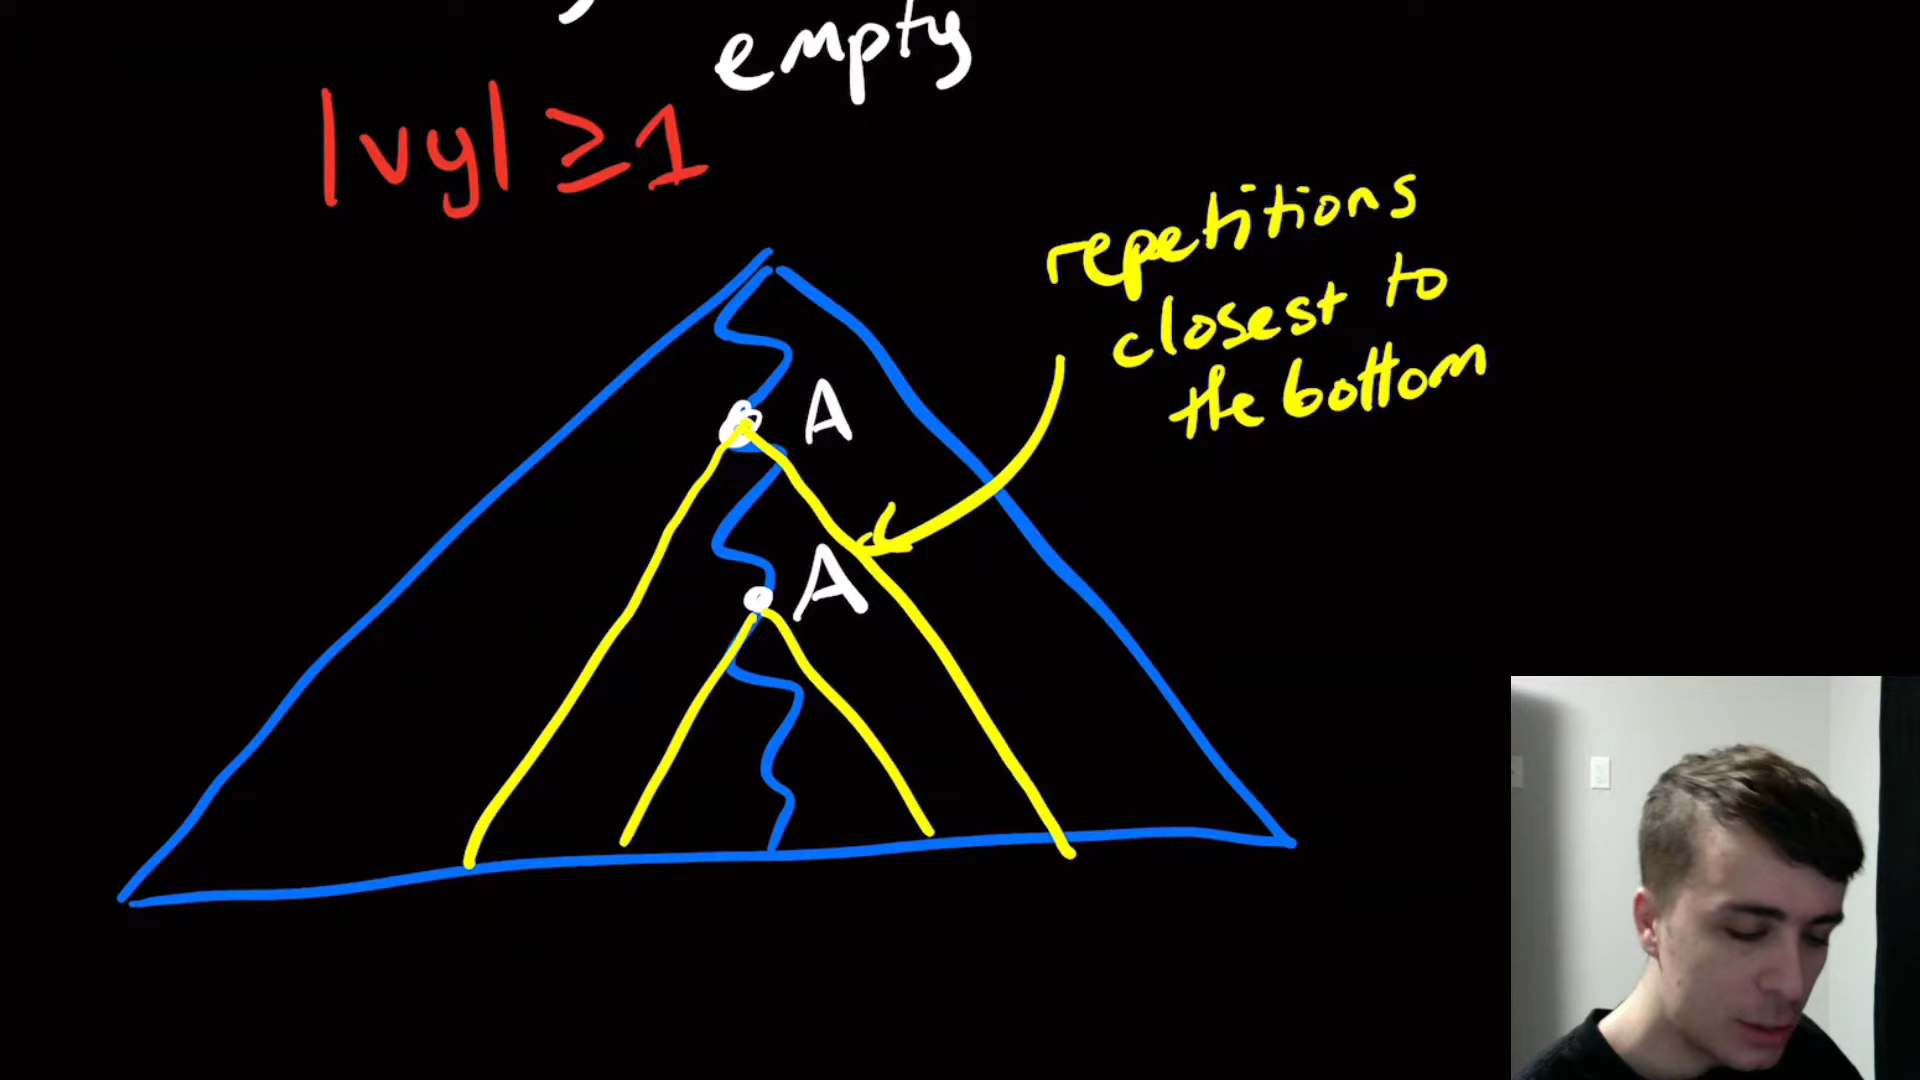 empty
|vy| ≥ 1
repetitions
closest to
the bottom
A
A